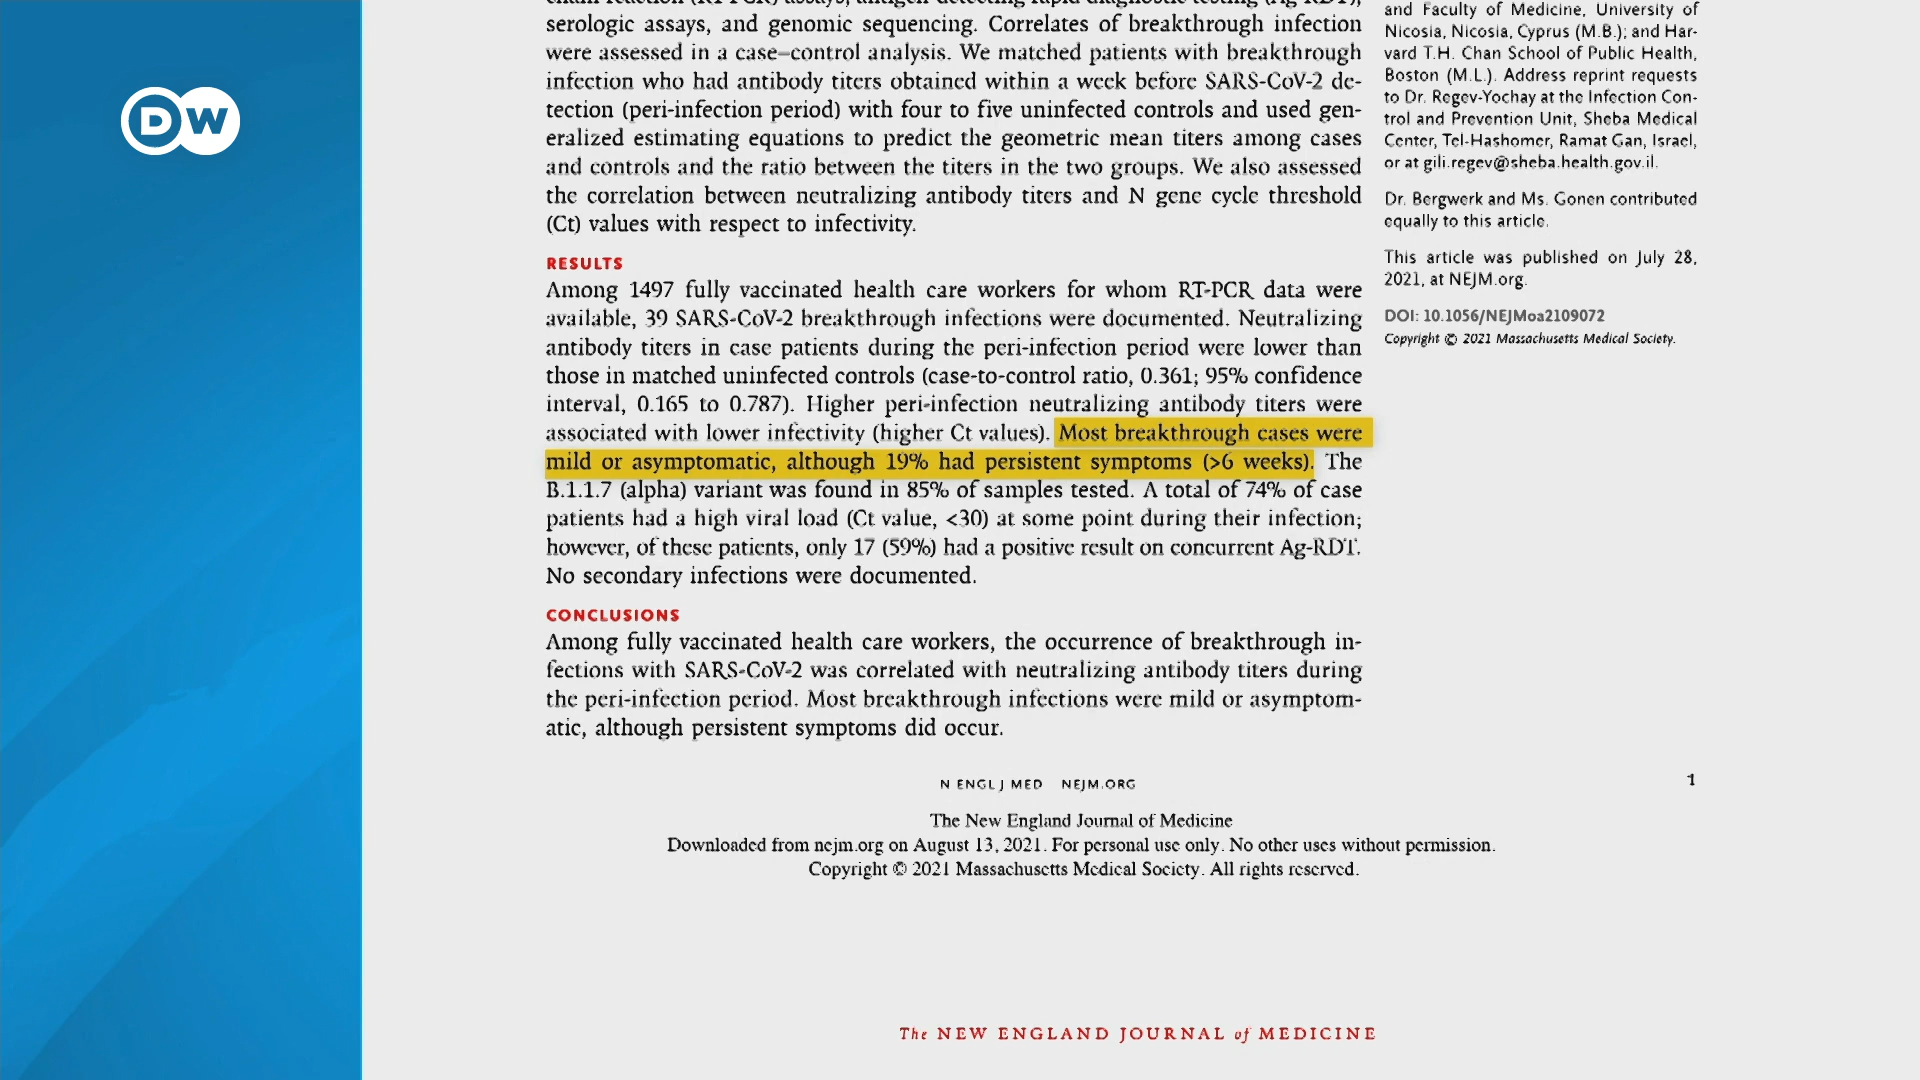 DW
chain reaction (RT-PCR) assays, antigen-detecting rapid diagnostic testing (Ag-RDT),
serologic assays, and genomic sequencing. Correlates of breakthrough infection
were assessed in a case–control analysis. We matched patients with breakthrough
infection who had antibody titers obtained within a week before SARS-CoV-2 de-
tection (peri-infection period) with four to five uninfected controls and used gen-
eralized estimating equations to predict the geometric mean titers among cases
and controls and the ratio between the titers in the two groups. We also assessed
the correlation between neutralizing antibody titers and N gene cycle threshold
(Ct) values with respect to infectivity.
RESULTS
Among 1497 fully vaccinated health care workers for whom RT-PCR data were
available, 39 SARS-CoV-2 breakthrough infections were documented. Neutralizing
antibody titers in case patients during the peri-infection period were lower than
those in matched uninfected controls (case-to-control ratio, 0.361; 95% confidence
interval, 0.165 to 0.787). Higher peri-infection neutralizing antibody titers were
associated with lower infectivity (higher Ct values). Most breakthrough cases were
mild or asymptomatic, although 19% had persistent symptoms (>6 weeks). The
B.1.1.7 (alpha) variant was found in 85% of samples tested. A total of 74% of case
patients had a high viral load (Ct value, <30) at some point during their infection;
however, of these patients, only 17 (59%) had a positive result on concurrent Ag-RDT.
No secondary infections were documented.
CONCLUSIONS
Among fully vaccinated health care workers, the occurrence of breakthrough in-
fections with SARS-CoV-2 was correlated with neutralizing antibody titers during
the peri-infection period. Most breakthrough infections were mild or asymptom-
atic, although persistent symptoms did occur.
and Faculty of Medicine, University of
Nicosia, Nicosia, Cyprus (M.B.); and Har-
vard T.H. Chan School of Public Health,
Boston (M.L.). Address reprint requests
to Dr. Regev-Yochay at the Infection Con-
trol and Prevention Unit, Sheba Medical
Center, Tel-Hashomer, Ramat Gan, Israel,
or at gili.regev@sheba.health.gov.il.
Dr. Bergwerk and Ms. Gonen contributed
equally to this article.
This article was published on July 28,
2021, at NEJM.org.
DOI: 10.1056/NEJMoa2109072
Copyright © 2021 Massachusetts Medical Society.
N ENGL J MED NEJM.ORG
1
The New England Journal of Medicine
Downloaded from nejm.org on August 13, 2021. For personal use only. No other uses without permission.
Copyright © 2021 Massachusetts Medical Society. All rights reserved.
The NEW ENGLAND JOURNAL of MEDICINE